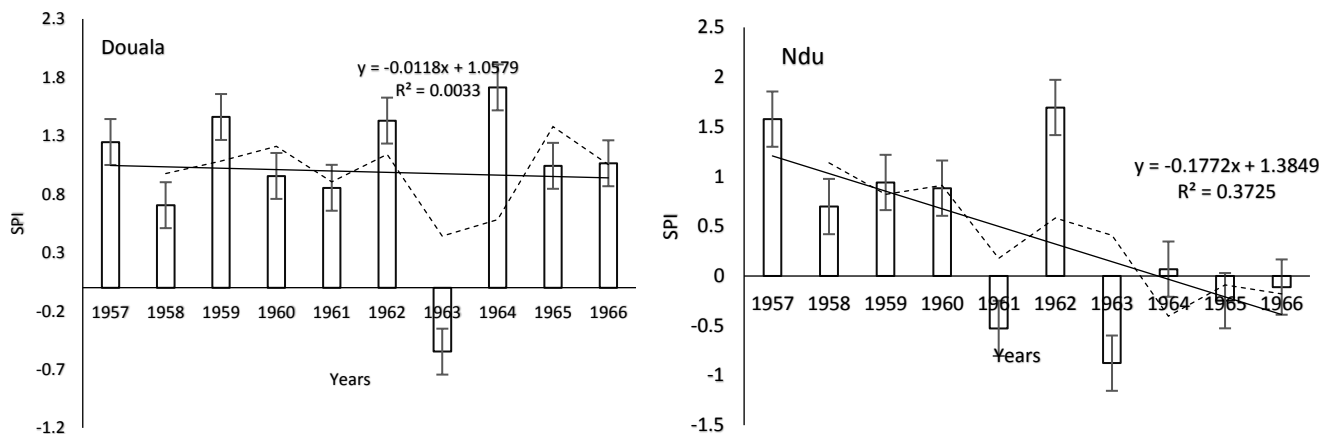 Douala
y = -0.0118x + 1.0579
R² = 0.0033
2.3
1.8
1.3
0.8
0.3
-0.2
-0.7
-1.2
SPI
1957 1958 1959 1960 1961 1962 1963 1964 1965 1966
Years
Ndu
y = -0.1772x + 1.3849
R² = 0.3725
2.5
2
1.5
1
0.5
0
-0.5
-1
-1.5
SPI
1957 1958 1959 1960 1961 1962 1963 1964 1965 1966
Years